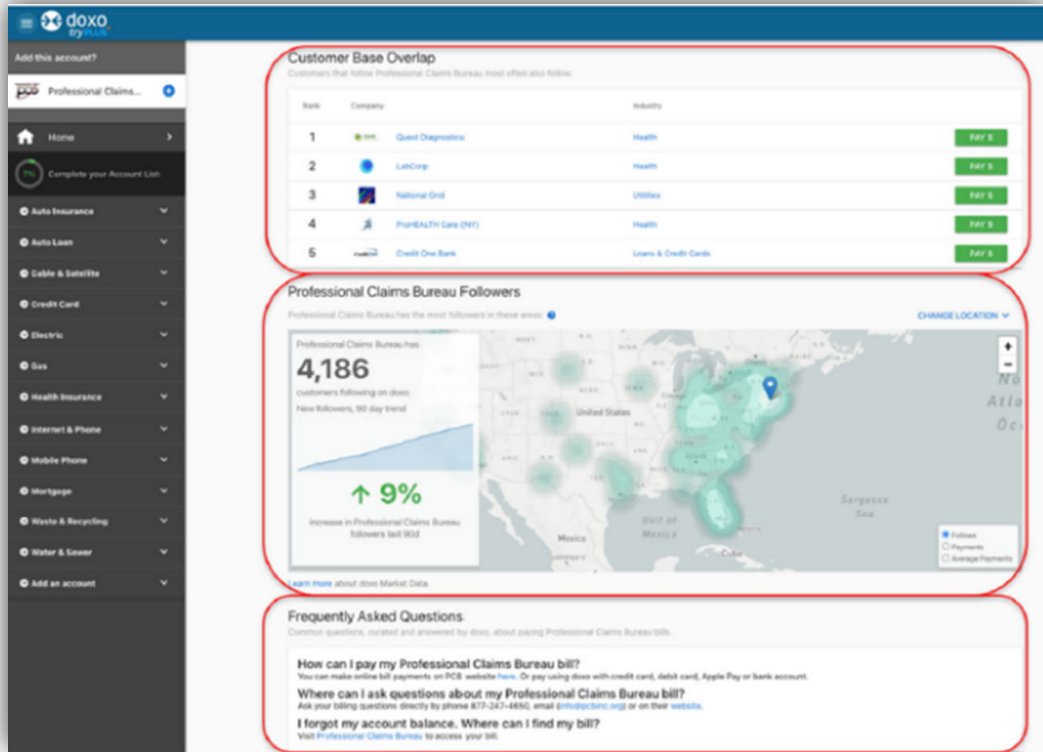 doxo
tryPLUS
Add this account?
Professional Claims...
Home
7% Complete your Account List:
Auto Insurance
Auto Loan
Cable & Satellite
Credit Card
Electric
Gas
Health Insurance
Internet & Phone
Mobile Phone
Mortgage
Waste & Recycling
Water & Sewer
Add an account
Customer Base Overlap
Customers that follow Professional Claims Bureau most often also follow:
Rank Company Industry
1 Quest Diagnostics Health PAY $
2 LabCorp Health PAY $
3 National Grid Utilities PAY $
4 ProHEALTH Care (NY) Health PAY $
5 Credit One Bank Loans & Credit Cards PAY $
Professional Claims Bureau Followers
Professional Claims Bureau has the most followers in these areas:
CHANGE LOCATION
Professional Claims Bureau has
4,186
customers following on doxo.
New followers, 90 day trend
9%
Increase in Professional Claims Bureau
followers last 90d
United States
Mexico
Gulf of
Mexico
Cuba
Sargasso
Sea
No
Atla
Oc
+
−
Follows
Payments
Average Payments
Learn more about doxo Market Data.
Frequently Asked Questions
Common questions, curated and answered by doxo, about paying Professional Claims Bureau bills.
How can I pay my Professional Claims Bureau bill?
You can make online bill payments on PCB website here. Or pay using doxo with credit card, debit card, Apple Pay or bank account.
Where can I ask questions about my Professional Claims Bureau bill?
Ask your billing questions directly by phone 877-247-4650, email (info@pcbinc.org) or on their website.
I forgot my account balance. Where can I find my bill?
Visit Professional Claims Bureau to access your bill.